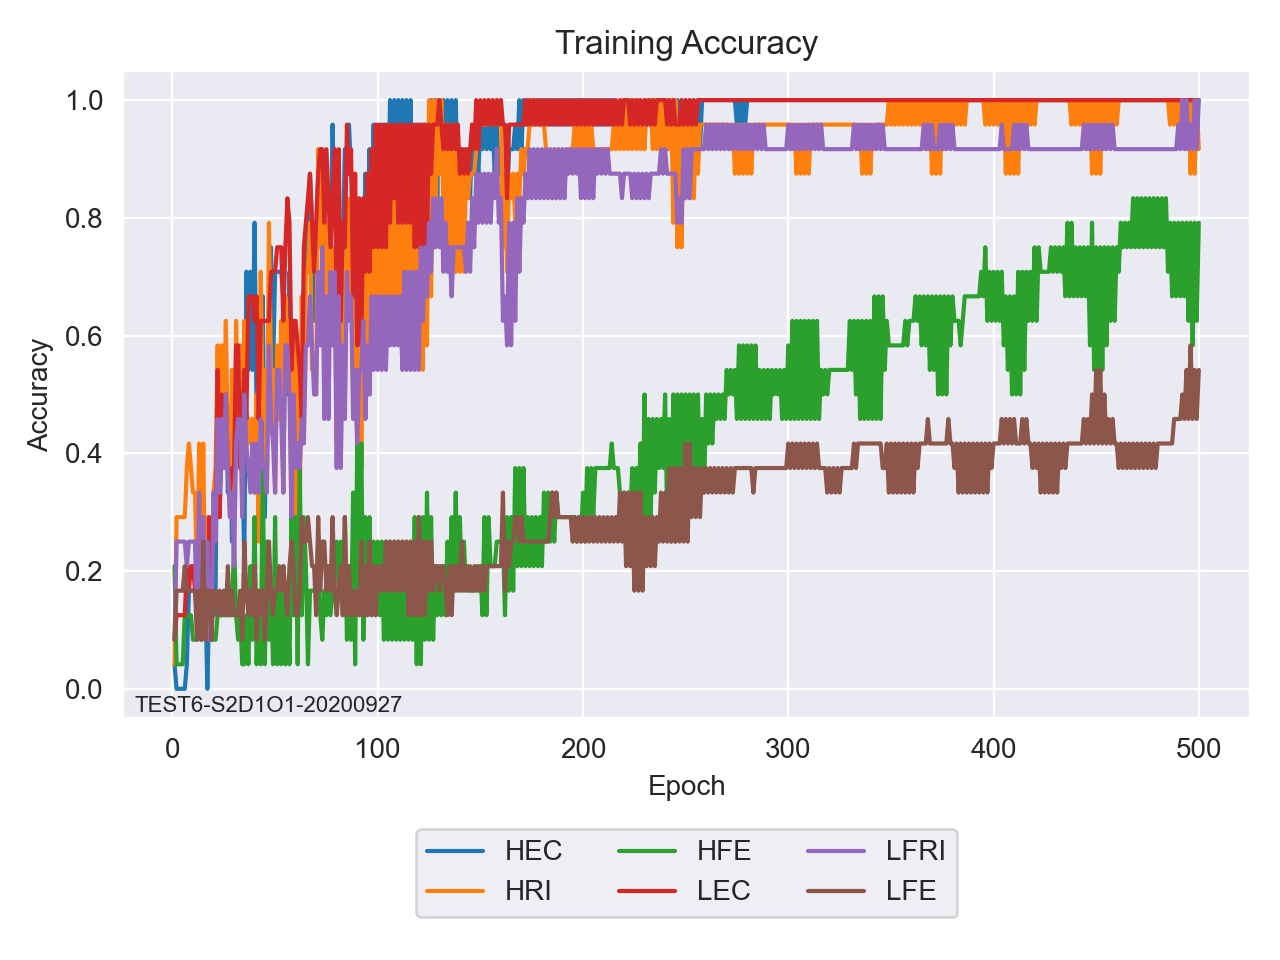 Training Accuracy
1.0
0.8
0.6
0.4
0.2
0.0
Accuracy
TEST6-S2D1O1-20200927
0 100 200 300 400 500
Epoch
HEC HFE LFRI
HRI LEC LFE